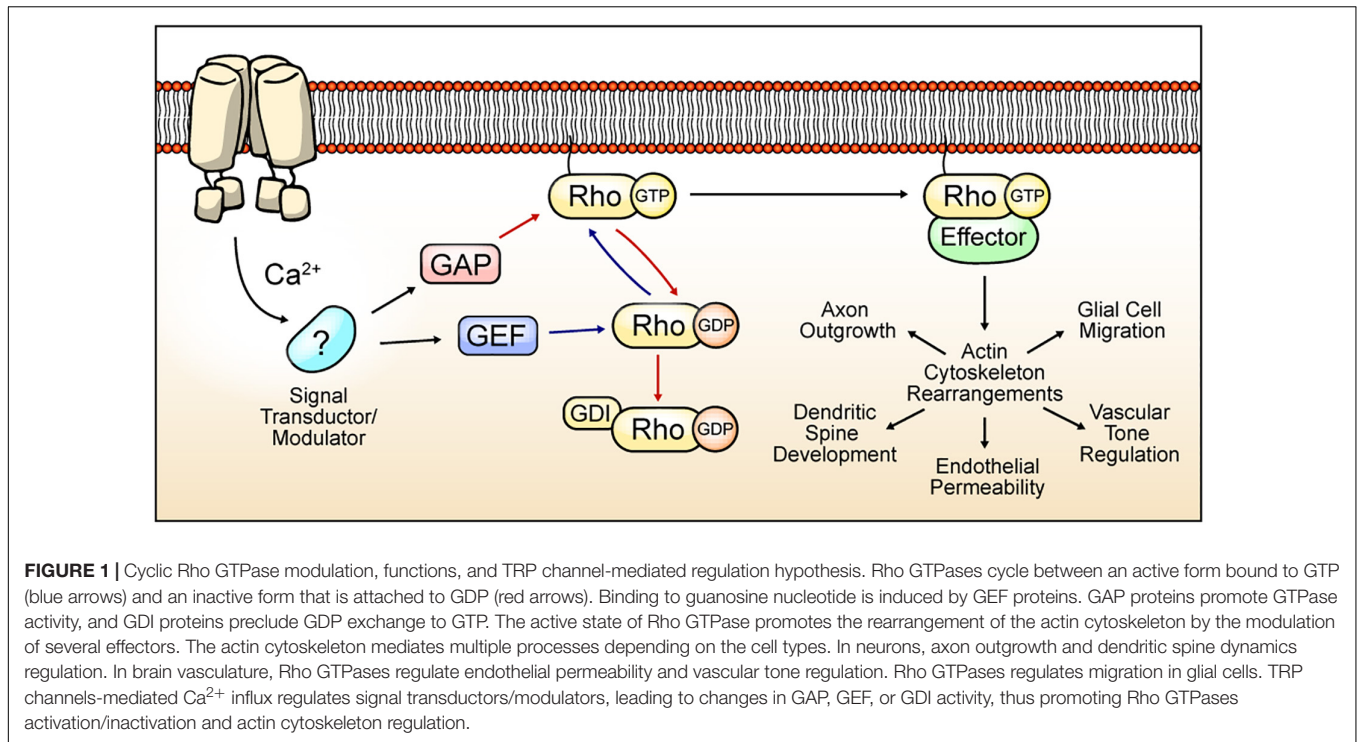 Rho
GTP
Rho
GTP
Effector
Ca²⁺
GAP
?
GEF
Rho
GDP
Signal
Transductor/
Modulator
GDI
Rho
GDP
Axon
Outgrowth
Glial Cell
Migration
Actin
Cytoskeleton
Rearrangements
Dendritic
Spine
Development
Vascular
Tone
Regulation
Endothelial
Permeability
FIGURE 1 | Cyclic Rho GTPase modulation, functions, and TRP channel-mediated regulation hypothesis. Rho GTPases cycle between an active form bound to GTP
(blue arrows) and an inactive form that is attached to GDP (red arrows). Binding to guanosine nucleotide is induced by GEF proteins. GAP proteins promote GTPase
activity, and GDI proteins preclude GDP exchange to GTP. The active state of Rho GTPase promotes the rearrangement of the actin cytoskeleton by the modulation
of several effectors. The actin cytoskeleton mediates multiple processes depending on the cell types. In neurons, axon outgrowth and dendritic spine dynamics
regulation. In brain vasculature, Rho GTPases regulate endothelial permeability and vascular tone regulation. Rho GTPases regulates migration in glial cells. TRP
channels-mediated Ca²⁺ influx regulates signal transductors/modulators, leading to changes in GAP, GEF, or GDI activity, thus promoting Rho GTPases
activation/inactivation and actin cytoskeleton regulation.